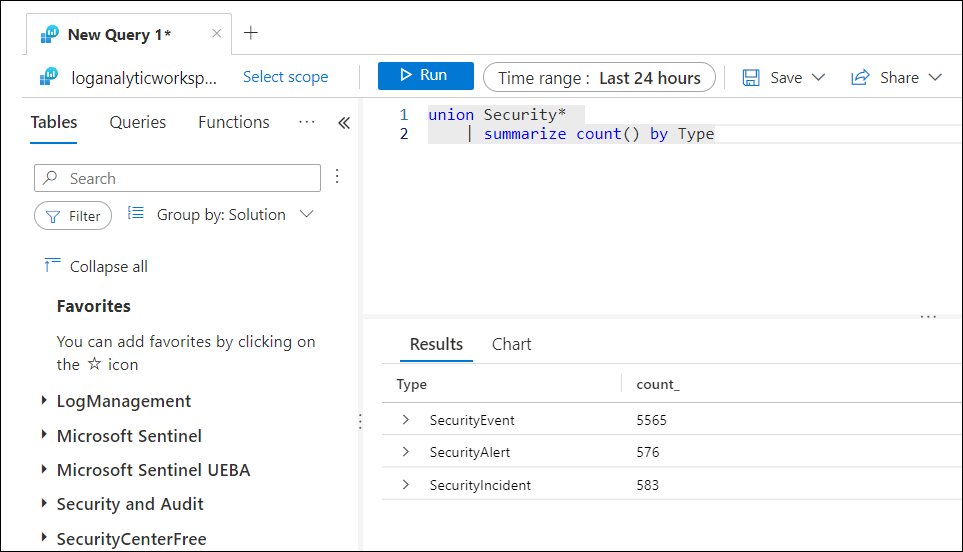 New Query 1*
loganalyticworksp...
Select scope
Run
Time range : Last 24 hours
Save
Share
Tables
Queries
Functions
Search
Filter
Group by: Solution
Collapse all
Favorites
You can add favorites by clicking on
the ☆ icon
LogManagement
Microsoft Sentinel
Microsoft Sentinel UEBA
Security and Audit
SecurityCenterFree
1 union Security*
2 | summarize count() by Type
Results
Chart
Type count_
SecurityEvent 5565
SecurityAlert 576
SecurityIncident 583